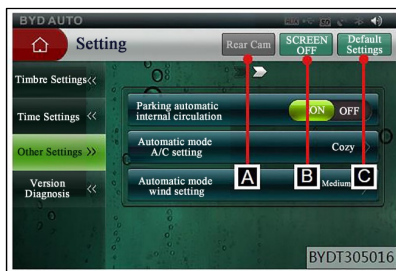 BYD AUTO
Setting
Rear Cam
SCREEN
OFF
Default
Settings
Timbre Settings<<
Time Settings <<
Other Settings >>
Version
Diagnosis <<
Parking automatic
internal circulation
ON OFF
Automatic mode
A/C setting
Cozy
Automatic mode
wind setting
Medium
A
B
C
BYDT305016